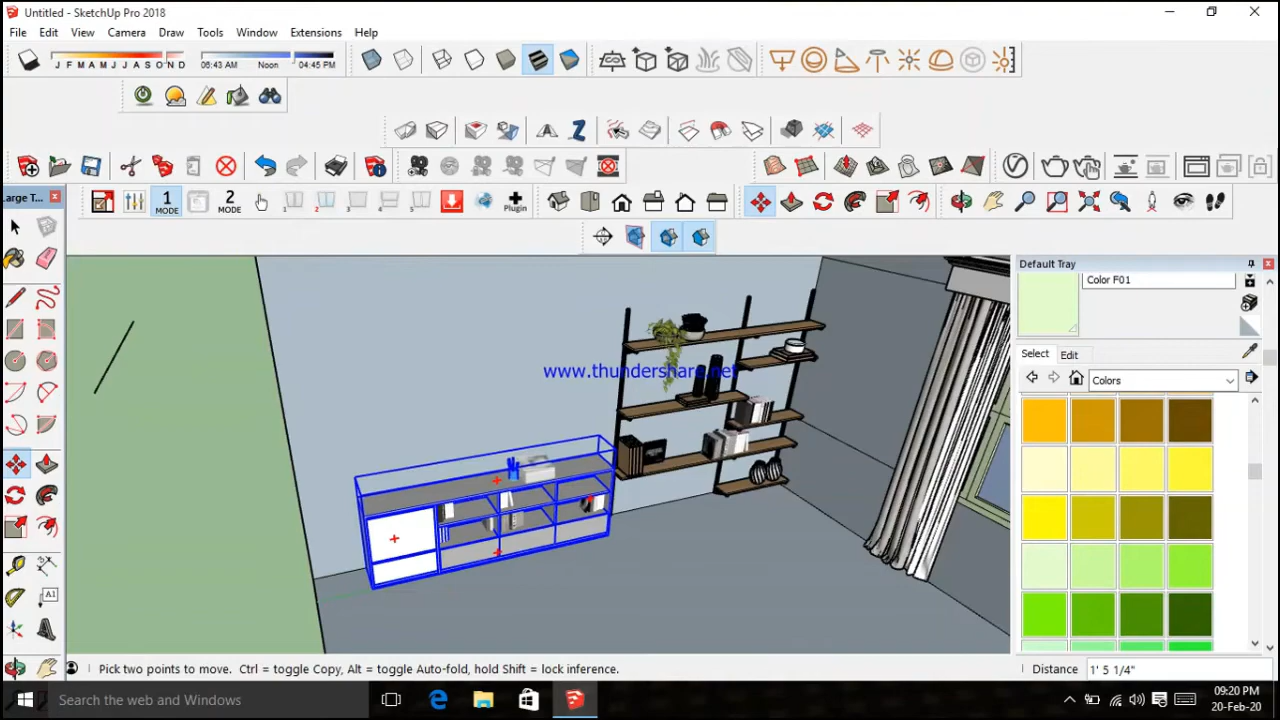 Untitled - SketchUp Pro 2018
File Edit View Camera Draw Tools Window Extensions Help
J F M A M J J A S O N D 06:43 AM Noon 04:45 PM
1 MODE 2 MODE Plugin
Large T...
Default Tray
Color F01
Select Edit
Colors
www.thundershare.net
A1
Pick two points to move. Ctrl = toggle Copy, Alt = toggle Auto-fold, hold Shift = lock inference.
Distance 1' 5 1/4"
Search the web and Windows
09:20 PM
20-Feb-20